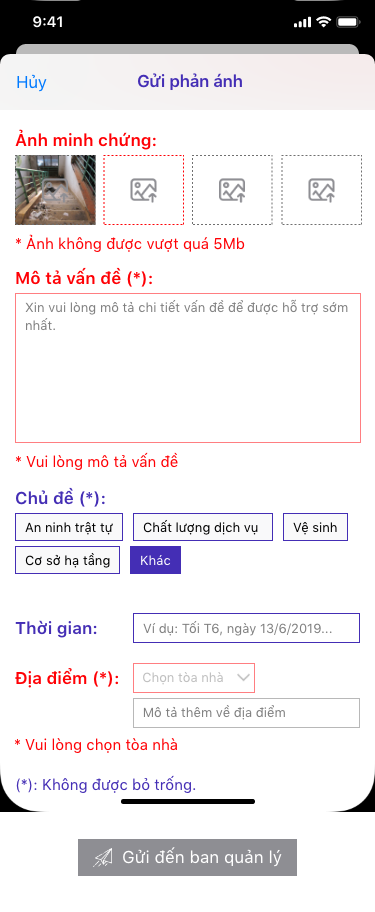 9:41
Hủy
Gửi phản ánh
Ảnh minh chứng:
* Ảnh không được vượt quá 5Mb
Mô tả vấn đề (*):
Xin vui lòng mô tả chi tiết vấn đề để được hỗ trợ sớm
nhất.
* Vui lòng mô tả vấn đề
Chủ đề (*):
An ninh trật tự Chất lượng dịch vụ Vệ sinh
Cơ sở hạ tầng Khác
Thời gian: Ví dụ: Tối T6, ngày 13/6/2019...
Địa điểm (*): Chọn tòa nhà
Mô tả thêm về địa điểm
* Vui lòng chọn tòa nhà
(*): Không được bỏ trống.
Gửi đến ban quản lý